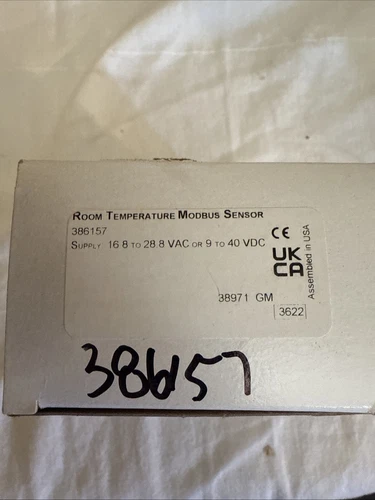 ROOM TEMPERATURE MODBUS SENSOR
386157
SUPPLY 16.8 TO 28.8 VAC OR 9 TO 40 VDC
CE
UK
CA
Assembled in USA
38971 GM
3622
386157